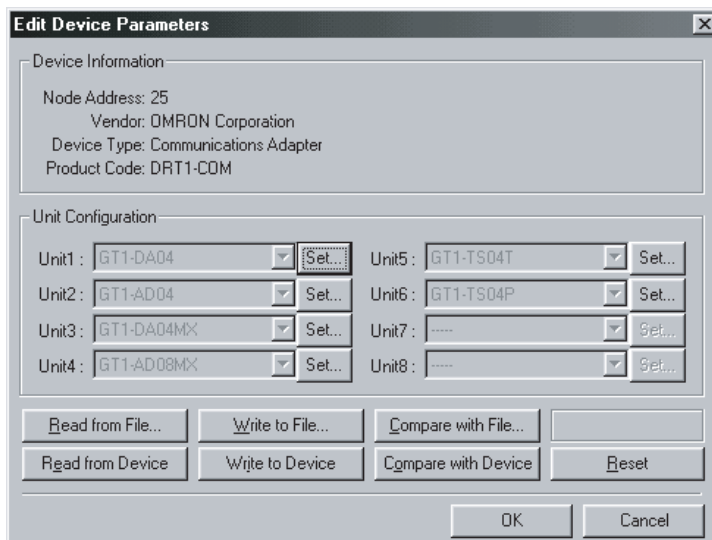 Edit Device Parameters
Device Information
Node Address: 25
Vendor: OMRON Corporation
Device Type: Communications Adapter
Product Code: DRT1-COM
Unit Configuration
Unit1 : GT1-DA04 Set... Unit5 : GT1-TS04T Set...
Unit2 : GT1-AD04 Set... Unit6 : GT1-TS04P Set...
Unit3 : GT1-DA04MX Set... Unit7 : ----- Set...
Unit4 : GT1-AD08MX Set... Unit8 : ----- Set...
Read from File... Write to File... Compare with File...
Read from Device Write to Device Compare with Device Reset
OK Cancel